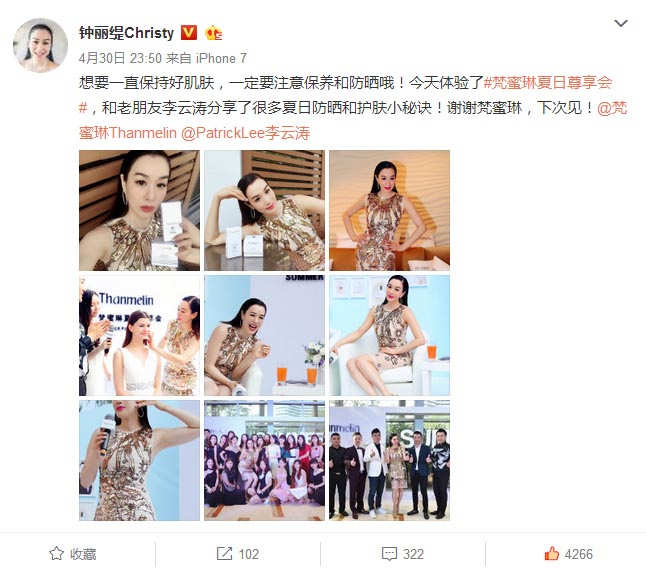 钟丽缇Christy
4月30日 23:50 来自 iPhone 7
想要一直保持好肌肤，一定要注意保养和防晒哦！今天体验了#梵蜜琳夏日尊享会
#，和老朋友李云涛分享了很多夏日防晒和护肤小秘诀！谢谢梵蜜琳，下次见！@梵
蜜琳Thanmelin @PatrickLee李云涛
SUMMER
Thanmelin
梵蜜琳夏
会
收藏
102
322
4266